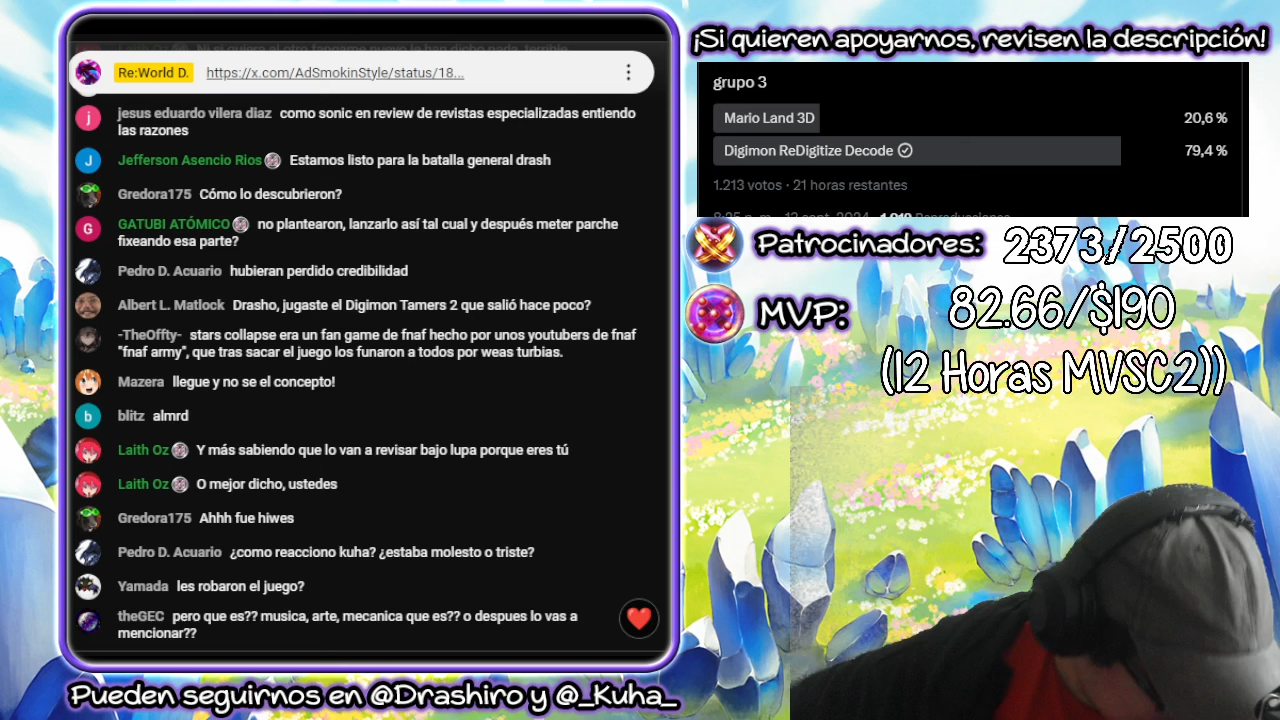 ¡Si quieren apoyarnos, revisen la descripción!
Re:World D. https://x.com/AdSmokinStyle/status/18...
jesus eduardo vilera diaz como sonic en review de revistas especializadas entiendo
las razones
Jefferson Asencio Rios Estamos listo para la batalla general drash
Gredora175 Cómo lo descubrieron?
GATUBI ATÓMICO no plantearon, lanzarlo así tal cual y después meter parche
fixeando esa parte?
Pedro D. Acuario hubieran perdido credibilidad
Albert L. Matlock Drasho, jugaste el Digimon Tamers 2 que salió hace poco?
-TheOffty- stars collapse era un fan game de fnaf hecho por unos youtubers de fnaf
"fnaf army", que tras sacar el juego los funaron a todos por weas turbias.
Mazera llegue y no se el concepto!
blitz almrd
Laith Oz Y más sabiendo que lo van a revisar bajo lupa porque eres tú
Laith Oz O mejor dicho, ustedes
Gredora175 Ahhh fue hiwes
Pedro D. Acuario ¿como reacciono kuha? ¿estaba molesto o triste?
Yamada les robaron el juego?
theGEC pero que es?? musica, arte, mecanica que es?? o despues lo vas a
mencionar??
grupo 3
Mario Land 3D 20,6 %
Digimon ReDigitize Decode 79,4 %
1.213 votos · 21 horas restantes
Patrocinadores: 2373/2500
MVP: 82.66/$190
(12 Horas MVSC2))
Pueden seguirnos en @Drashiro y @_Kuha_